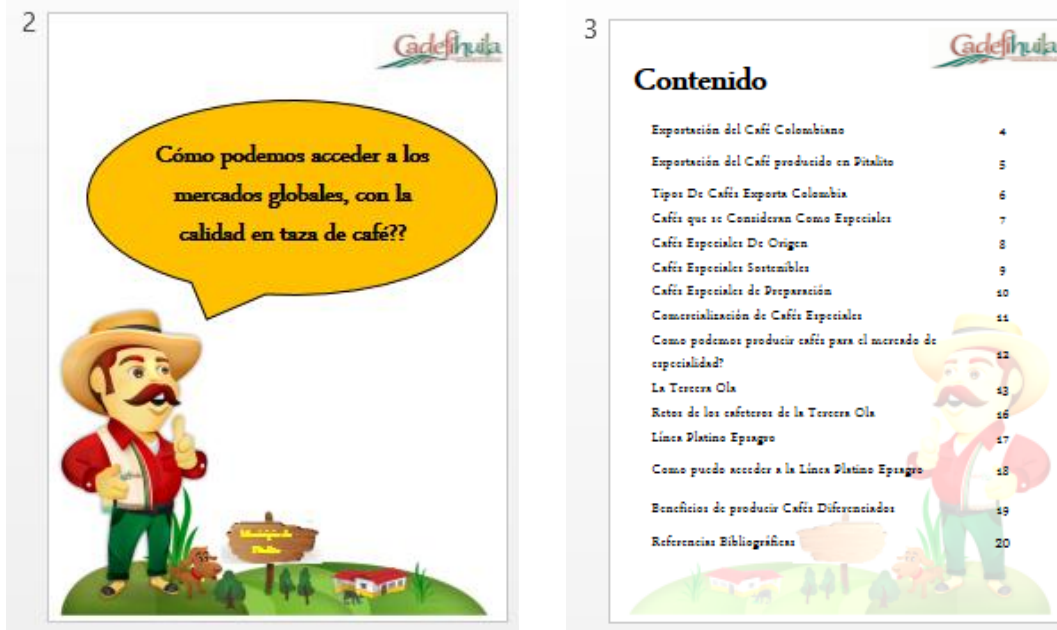 2
Cadefihuila
Cómo podemos acceder a los
mercados globales, con la
calidad en taza de café??
Municipio de
Pitalito
3
Cadefihuila
Contenido
Exportación del Café Colombiano 4
Exportación del Café producido en Pitalito 5
Tipos De Cafés Exporta Colombia 6
Cafés que se Consideran Como Especiales 7
Cafés Especiales De Origen 8
Cafés Especiales Sostenibles 9
Cafés Especiales de Preparación 10
Comercialización de Cafés Especiales 11
Como podemos producir cafés para el mercado de
especialidad? 12
La Tercera Ola 13
Retos de los cafeteros de la Tercera Ola 16
Línea Platino Epsagro 17
Como puedo acceder a la Línea Platino Epsagro 18
Beneficios de producir Cafés Diferenciados 19
Referencias Bibliográficas 20